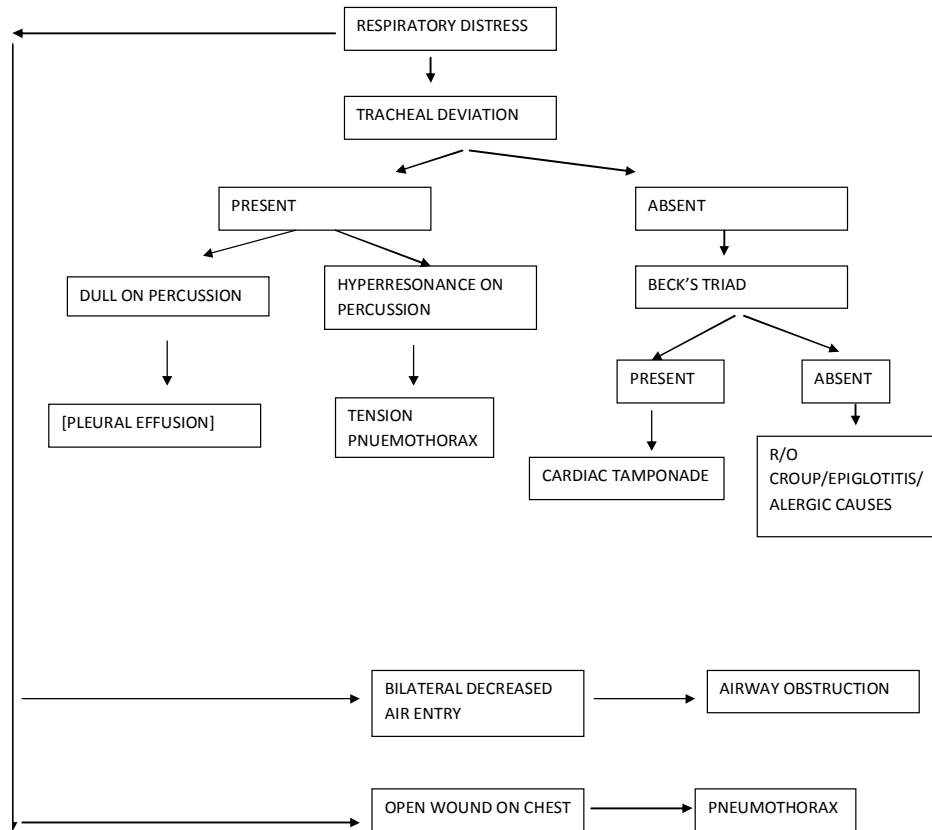 RESPIRATORY DISTRESS
TRACHEAL DEVIATION
PRESENT
ABSENT
DULL ON PERCUSSION
HYPERRESONANCE ON
PERCUSSION
BECK’S TRIAD
PRESENT
ABSENT
[PLEURAL EFFUSION]
TENSION
PNUEMOTHORAX
CARDIAC TAMPONADE
R/O
CROUP/EPIGLOTITIS/
ALERGIC CAUSES
BILATERAL DECREASED
AIR ENTRY
AIRWAY OBSTRUCTION
OPEN WOUND ON CHEST
PNEUMOTHORAX